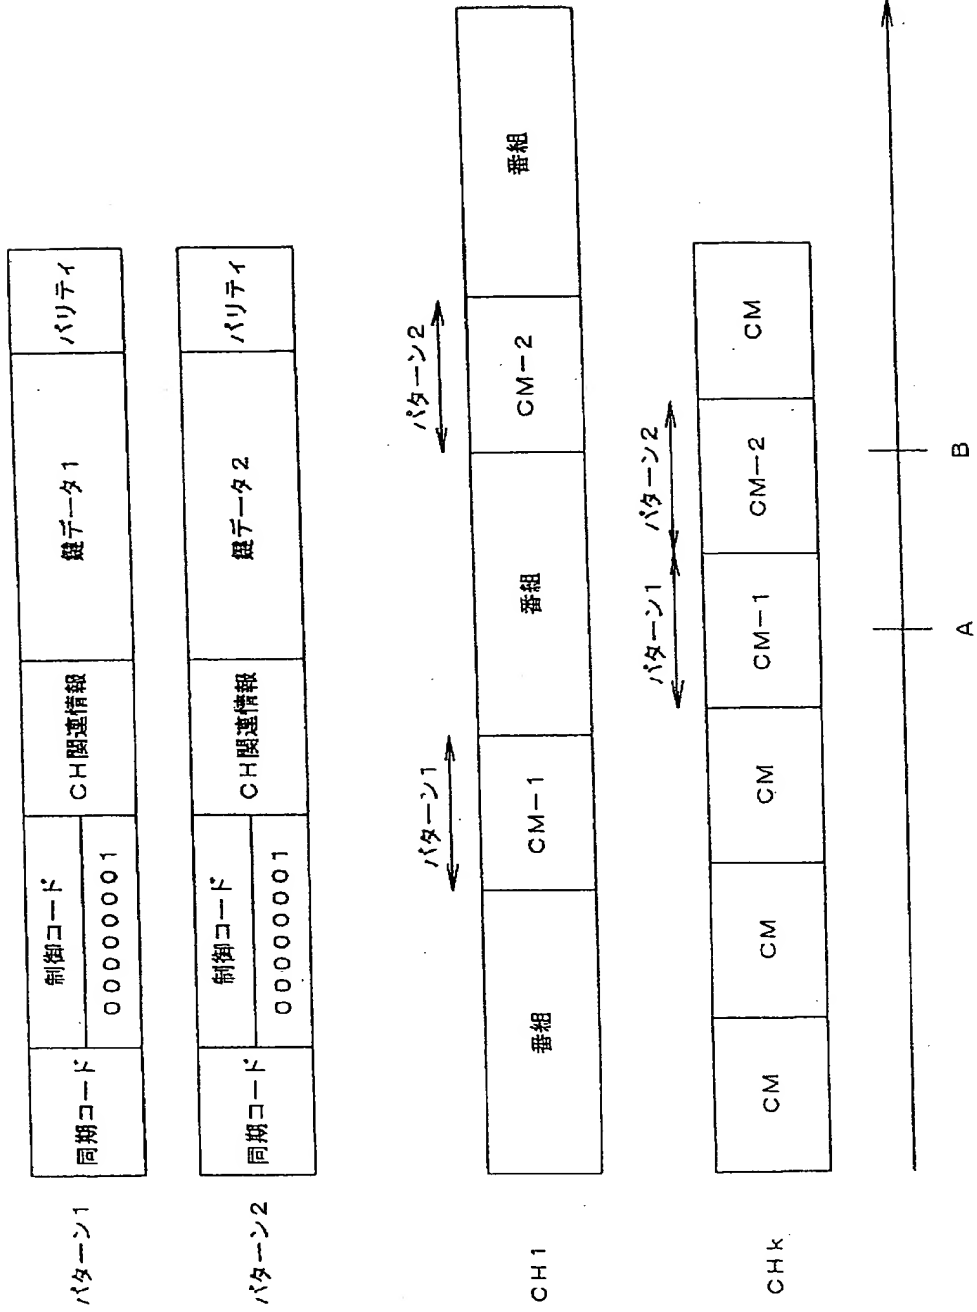 パターン1
同期コード
制御コード
00000001
CH関連情報
鍵データ1
パリティ
パターン2
同期コード
制御コード
00000001
CH関連情報
鍵データ2
パリティ
パターン1
パターン2
CH1
番組
CM-1
番組
CM-2
番組
パターン1
パターン2
CHk
CM
CM
CM
CM-1
CM-2
CM
A
B